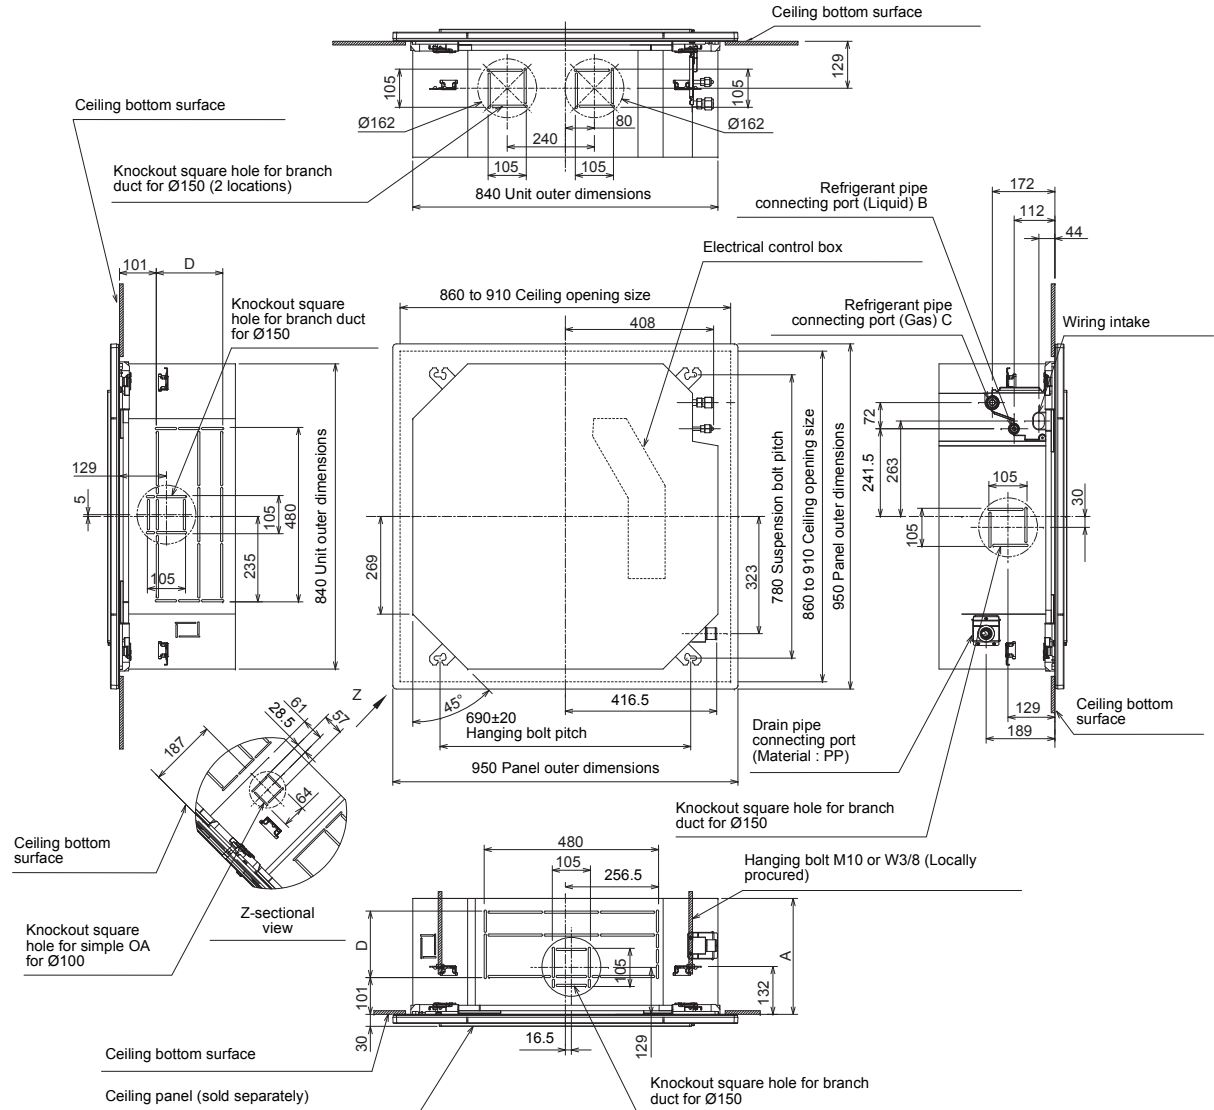 Ceiling bottom surface
129
105
105
Ceiling bottom surface
Ø162
80
Ø162
240
Knockout square hole for branch
duct for Ø150 (2 locations)
105
105
840 Unit outer dimensions
Refrigerant pipe
connecting port (Liquid) B
172
112
44
Electrical control box
101
D
Knockout square
hole for branch duct
for Ø150
860 to 910 Ceiling opening size
408
Refrigerant pipe
connecting port (Gas) C
Wiring intake
129
5
105
480
235
105
840 Unit outer dimensions
269
323
780 Suspension bolt pitch
860 to 910 Ceiling opening size
950 Panel outer dimensions
72
241.5
263
105
105
30
Z
45°
416.5
690±20
Hanging bolt pitch
950 Panel outer dimensions
Drain pipe
connecting port
(Material : PP)
129
189
Ceiling bottom
surface
61
57
28.5
187
64
Ceiling bottom
surface
Z-sectional
view
Knockout square
hole for simple OA
for Ø100
Knockout square hole for branch
duct for Ø150
480
105
256.5
Hanging bolt M10 or W3/8 (Locally
procured)
D
105
A
101
132
30
16.5
129
Ceiling bottom surface
Ceiling panel (sold separately)
Knockout square hole for branch
duct for Ø150